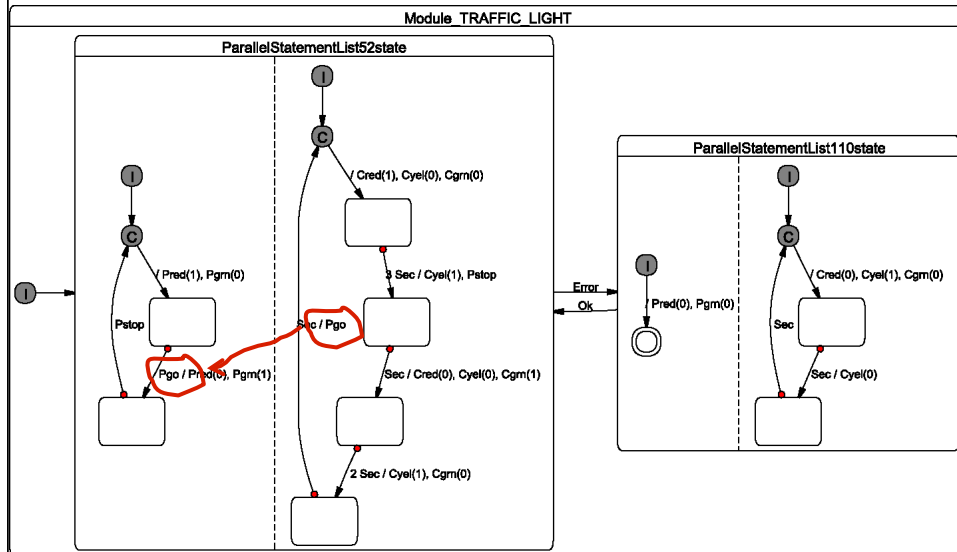 Module_TRAFFIC_LIGHT
ParallelStatementList52state
I
C
/ Cred(1), Cyel(0), Cgrn(0)
3 Sec / Cyel(1), Pstop
Sec / Pgo
Sec / Cred(0), Cyel(0), Cgrn(1)
2 Sec / Cyel(1), Cgrn(0)
I
C
/ Pred(1), Pgrn(0)
Pstop
Pgo / Pred(0), Pgrn(1)
I
Error
Ok
ParallelStatementList110state
I
/ Pred(0), Pgrn(0)
I
C
/ Cred(0), Cyel(1), Cgrn(0)
Sec
Sec / Cyel(0)